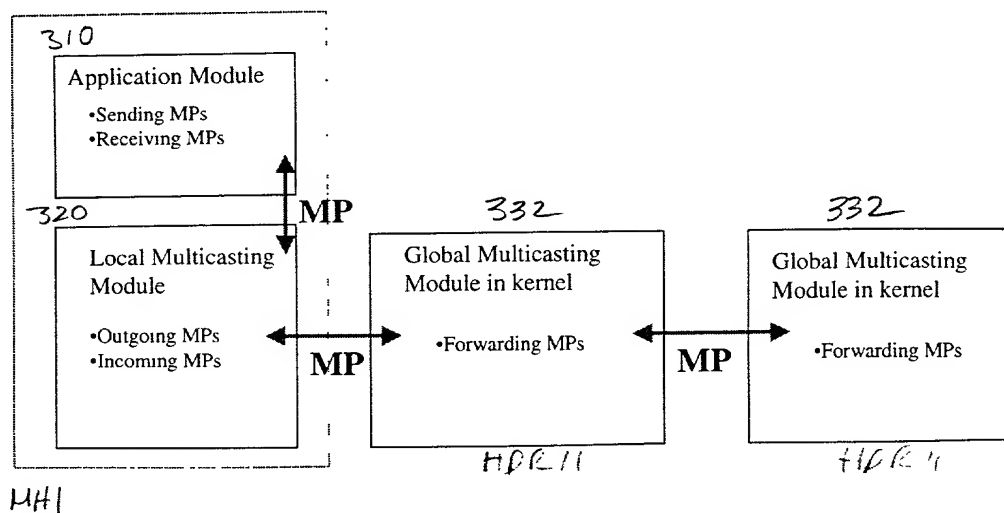 310
Application Module
•Sending MPs
•Receiving MPs
MP
320
Local Multicasting
Module
•Outgoing MPs
•Incoming MPs
MP
332
Global Multicasting
Module in kernel
•Forwarding MPs
MP
332
Global Multicasting
Module in kernel
•Forwarding MPs
MH1